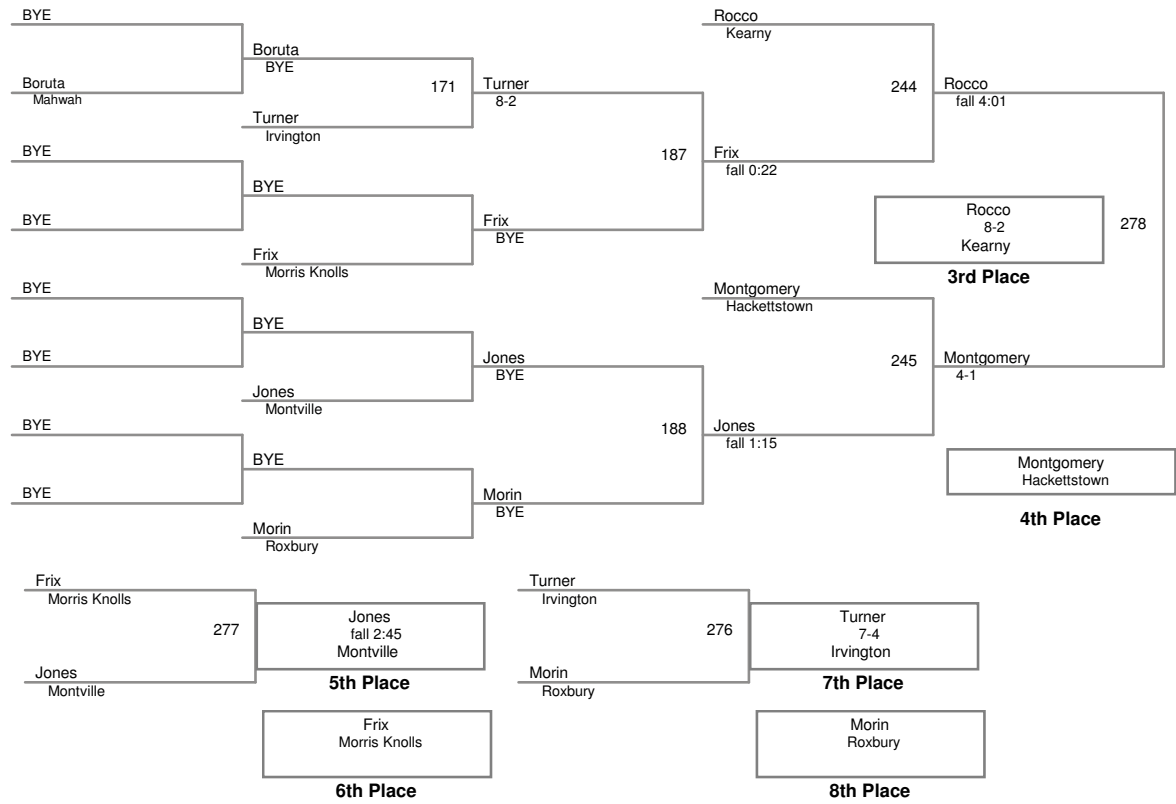 BYE
Boruta
BYE
Boruta
Mahwah
171
Turner
8-2
Turner
Irvington
BYE
187
Frix
fall 0:22
BYE
BYE
Frix
BYE
Frix
Morris Knolls
Rocco
Kearny
244
Rocco
fall 4:01
278
Rocco
8-2
Kearny
3rd Place
BYE
BYE
BYE
Jones
BYE
Jones
Montville
188
Jones
fall 1:15
BYE
BYE
BYE
Morin
BYE
Morin
Roxbury
Montgomery
Hackettstown
245
Montgomery
4-1
Montgomery
Hackettstown
4th Place
Frix
Morris Knolls
277
Jones
Montville
Jones
fall 2:45
Montville
5th Place
Frix
Morris Knolls
6th Place
Turner
Irvington
276
Morin
Roxbury
Turner
7-4
Irvington
7th Place
Morin
Roxbury
8th Place